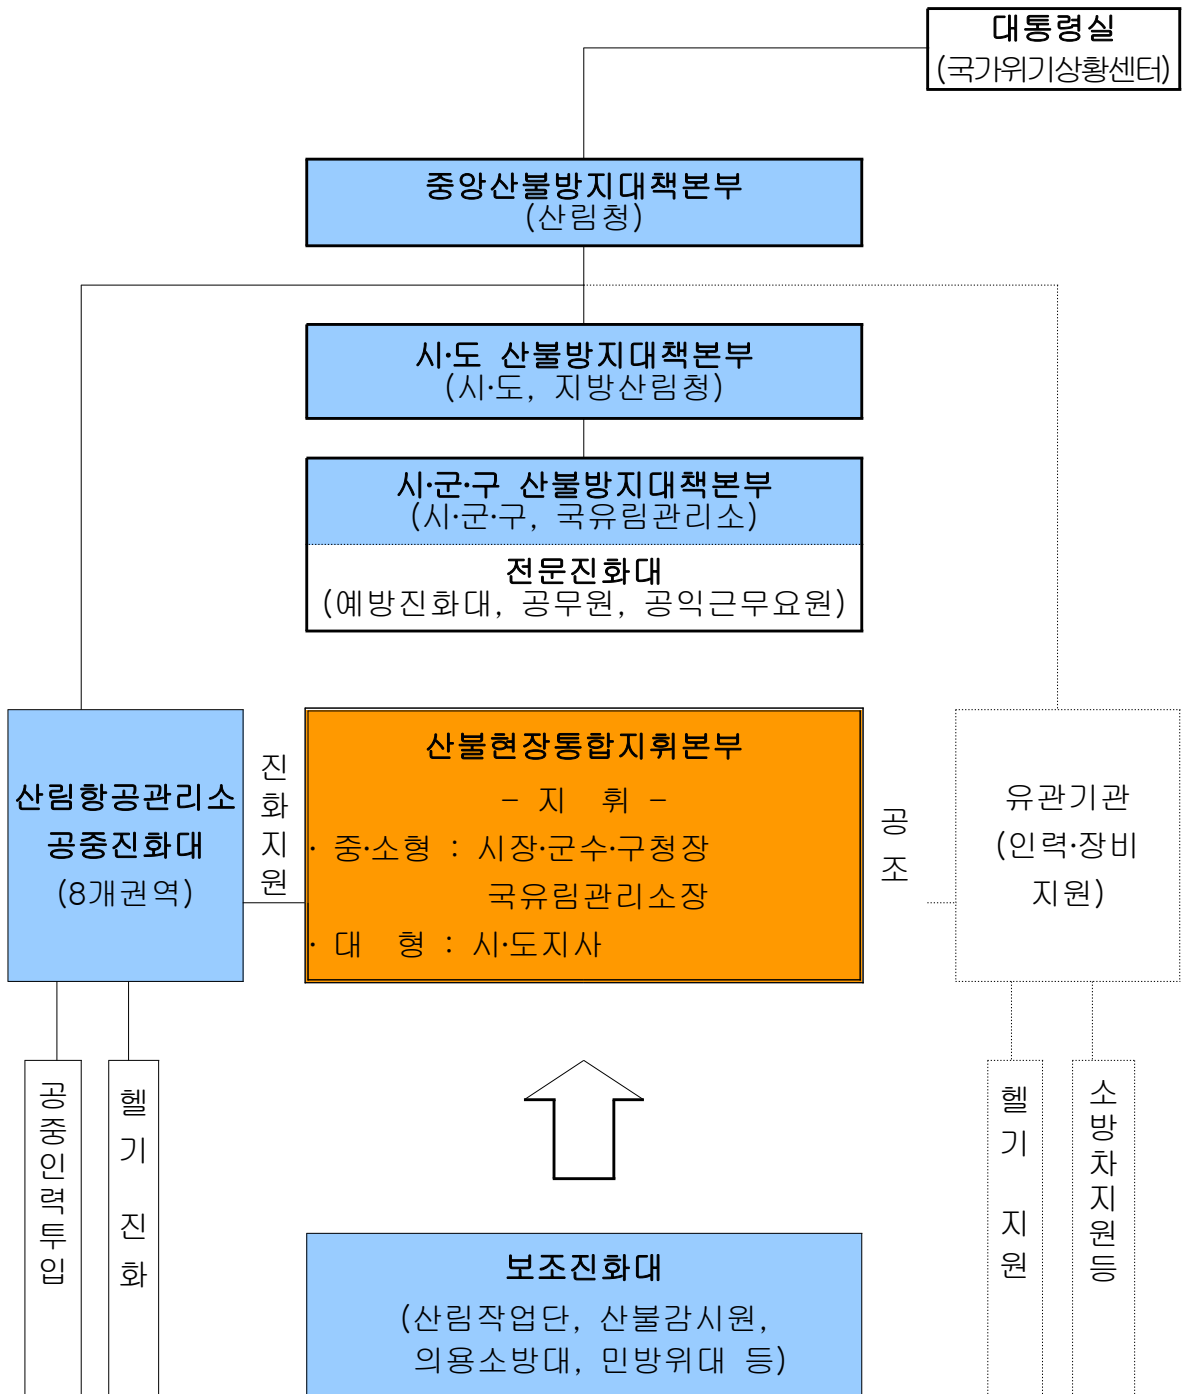 대통령실
(국가위기상황센터)
중앙산불방지대책본부
(산림청)
시·도 산불방지대책본부
(시·도, 지방산림청)
시·군·구 산불방지대책본부
(시·군·구, 국유림관리소)
전문진화대
(예방진화대, 공무원, 공익근무요원)
산림항공관리소
공중진화대
(8개권역)
진화지원
산불현장통합지휘본부
- 지 휘 -
· 중·소형 : 시장·군수·구청장
국유림관리소장
· 대 형 : 시·도지사
공조
유관기관
(인력·장비
지원)
공중인력투입
헬기 진화
헬기 지원
소방차지원등
보조진화대
(산림작업단, 산불감시원,
의용소방대, 민방위대 등)